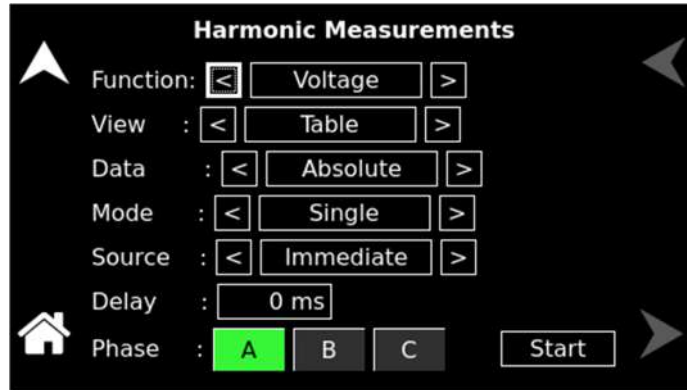 Harmonic Measurements
Function: < Voltage >
View : < Table >
Data : < Absolute >
Mode : < Single >
Source : < Immediate >
Delay : 0 ms
Phase : A B C Start